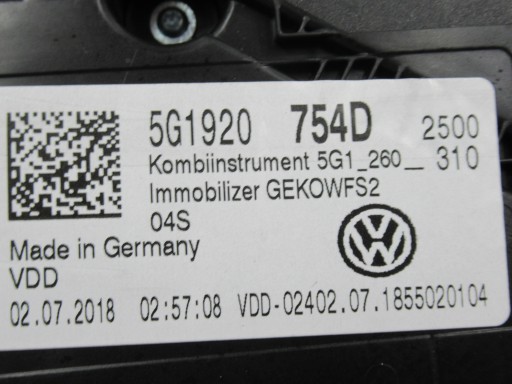 5G1920 754D 2500
Kombiinstrument 5G1_260__ 310
Immobilizer GEKOWFS2
04S
Made in Germany
VDD
02.07.2018 02:57:08 VDD-02402.07.1855020104